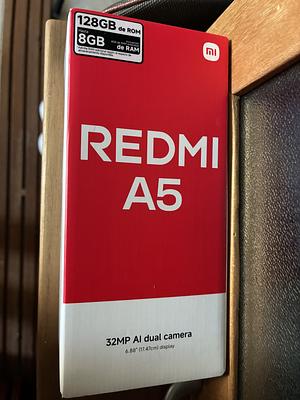 128GB de ROM
8GB
de RAM
mi
REDMI
A5
32MP AI dual camera
6.88" (17.47cm) display